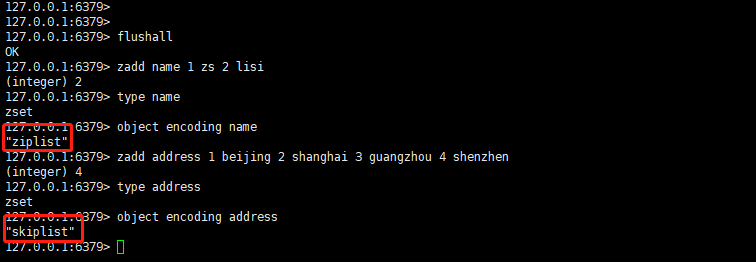 127.0.0.1:6379>
127.0.0.1:6379>
127.0.0.1:6379> flushall
OK
127.0.0.1:6379> zadd name 1 zs 2 lisi
(integer) 2
127.0.0.1:6379> type name
zset
127.0.0.1:6379> object encoding name
"ziplist"
127.0.0.1:6379> zadd address 1 beijing 2 shanghai 3 guangzhou 4 shenzhen
(integer) 4
127.0.0.1:6379> type address
zset
127.0.0.1:6379> object encoding address
"skiplist"
127.0.0.1:6379>